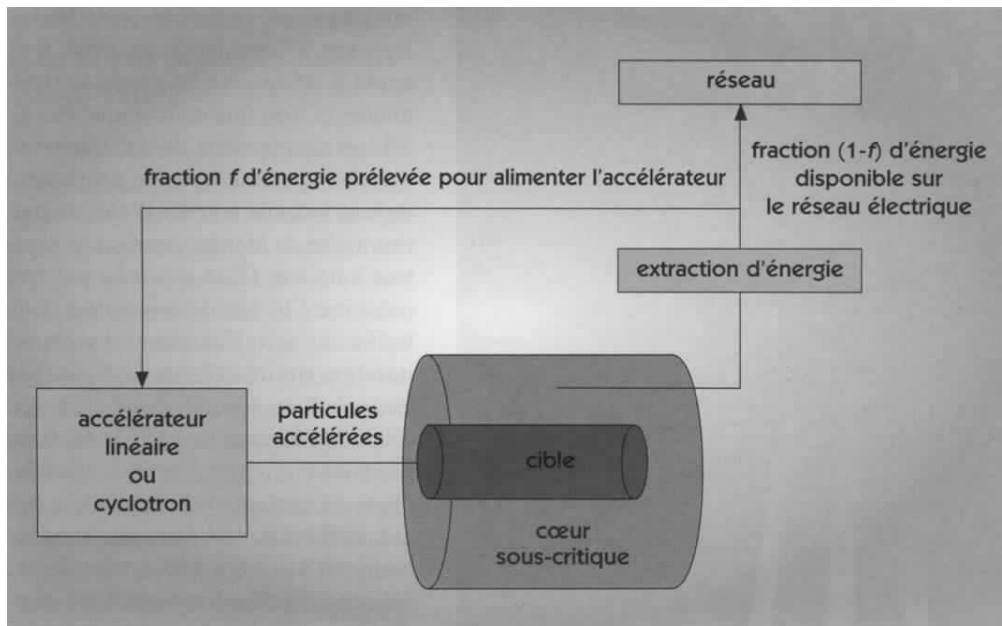 réseau
fraction (1-f) d'énergie
disponible sur
le réseau électrique
fraction f d'énergie prélevée pour alimenter l'accélérateur
extraction d'énergie
accélérateur
linéaire
ou
cyclotron
particules
accélérées
cible
cœur
sous-critique